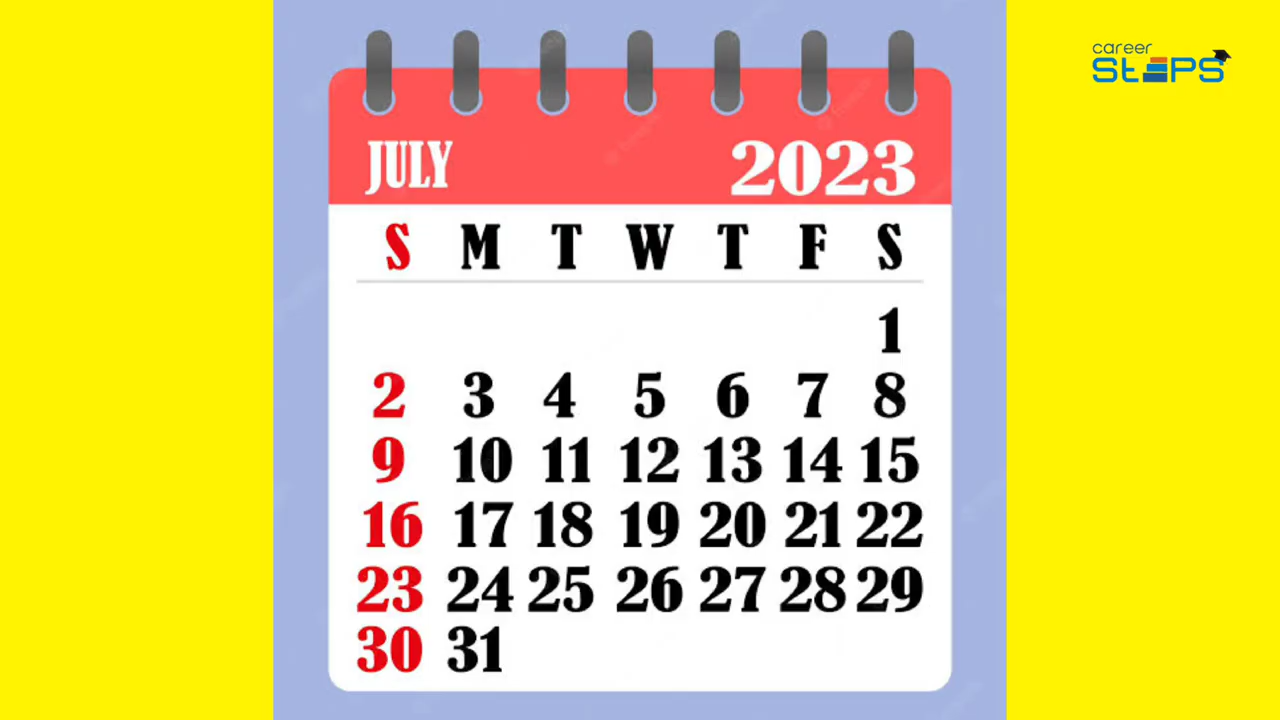 career
STEPS
JULY 2023
S M T W T F S
1
2 3 4 5 6 7 8
9 10 11 12 13 14 15
16 17 18 19 20 21 22
23 24 25 26 27 28 29
30 31